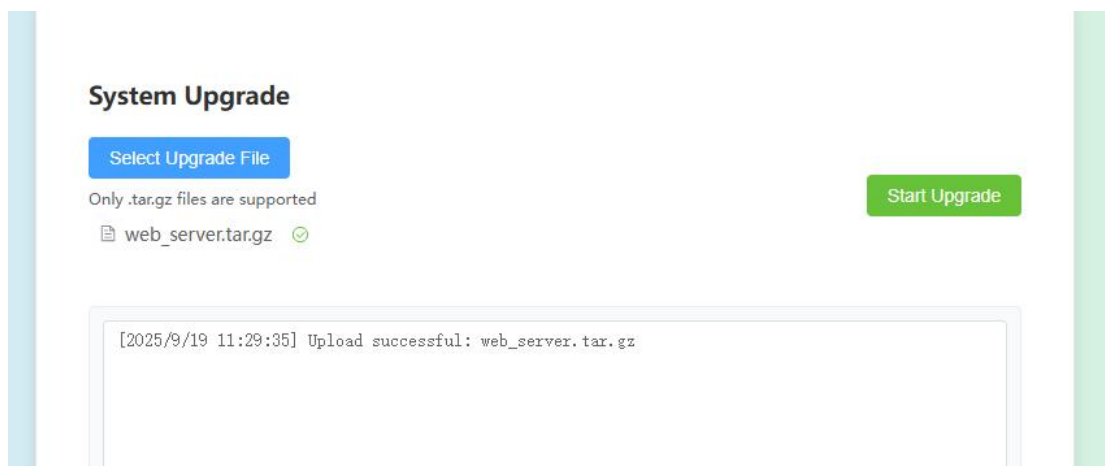 System Upgrade
Select Upgrade File
Only .tar.gz files are supported
Start Upgrade
web_server.tar.gz
[2025/9/19 11:29:35] Upload successful: web_server.tar.gz